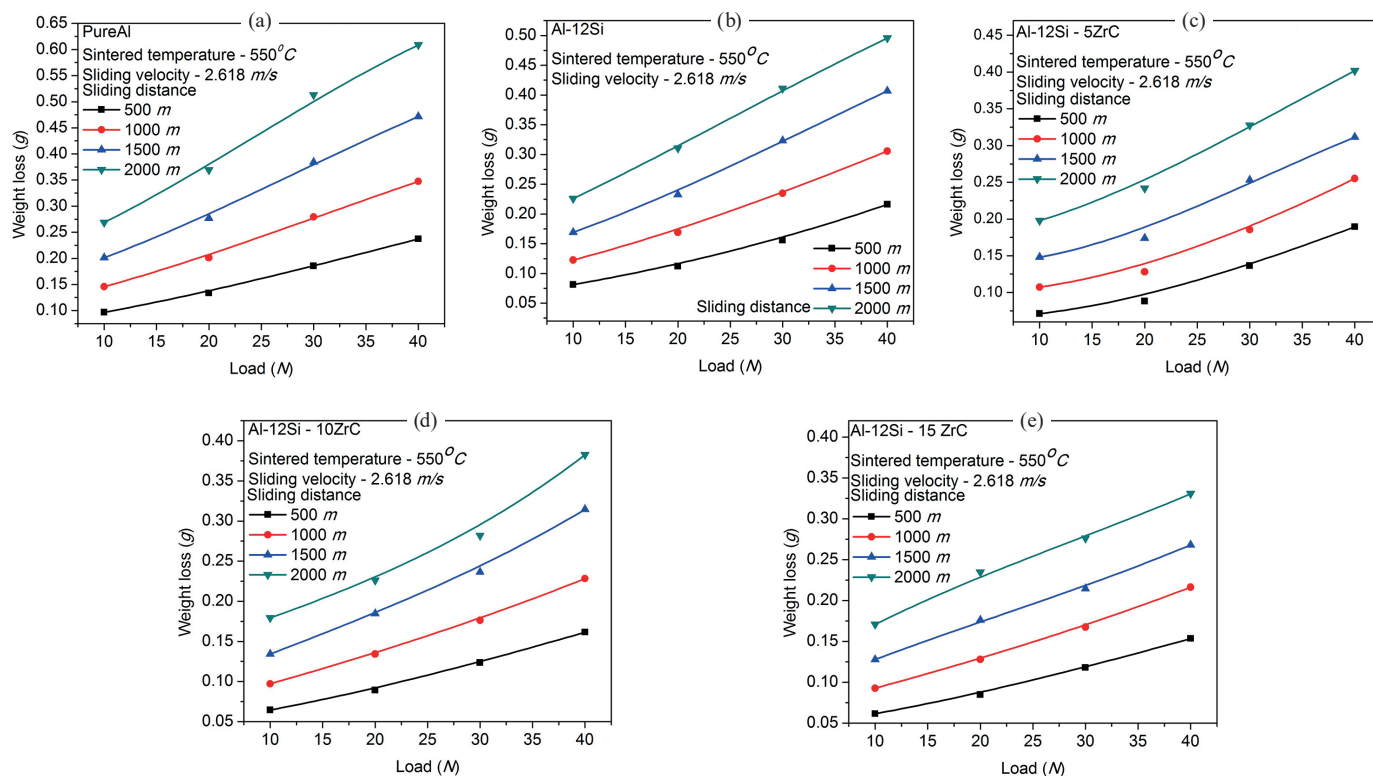 (a)
PureAl
Sintered temperature - 550°C
Sliding velocity - 2.618 m/s
Sliding distance
500 m
1000 m
1500 m
2000 m
0.65
0.60
0.55
0.50
0.45
0.40
0.35
0.30
0.25
0.20
0.15
0.10
Weight loss (g)
10 15 20 25 30 35 40
Load (N)
(b)
Al-12Si
Sintered temperature - 550°C
Sliding velocity - 2.618 m/s
0.50
0.45
0.40
0.35
0.30
0.25
0.20
0.15
0.10
0.05
Weight loss (g)
500 m
1000 m
1500 m
Sliding distance 2000 m
10 15 20 25 30 35 40
Load (N)
(c)
Al-12Si - 5ZrC
Sintered temperature - 550°C
Sliding velocity - 2.618 m/s
Sliding distance
500 m
1000 m
1500 m
2000 m
0.45
0.40
0.35
0.30
0.25
0.20
0.15
0.10
Weight loss (g)
10 15 20 25 30 35 40
Load (N)
(d)
Al-12Si - 10ZrC
Sintered temperature - 550°C
Sliding velocity - 2.618 m/s
Sliding distance
500 m
1000 m
1500 m
2000 m
0.40
0.35
0.30
0.25
0.20
0.15
0.10
0.05
Weight loss (g)
10 15 20 25 30 35 40
Load (N)
(e)
Al-12Si - 15 ZrC
Sintered temperature - 550°C
Sliding velocity - 2.618 m/s
Sliding distance
500 m
1000 m
1500 m
2000 m
0.40
0.35
0.30
0.25
0.20
0.15
0.10
0.05
Weight loss (g)
10 15 20 25 30 35 40
Load (N)